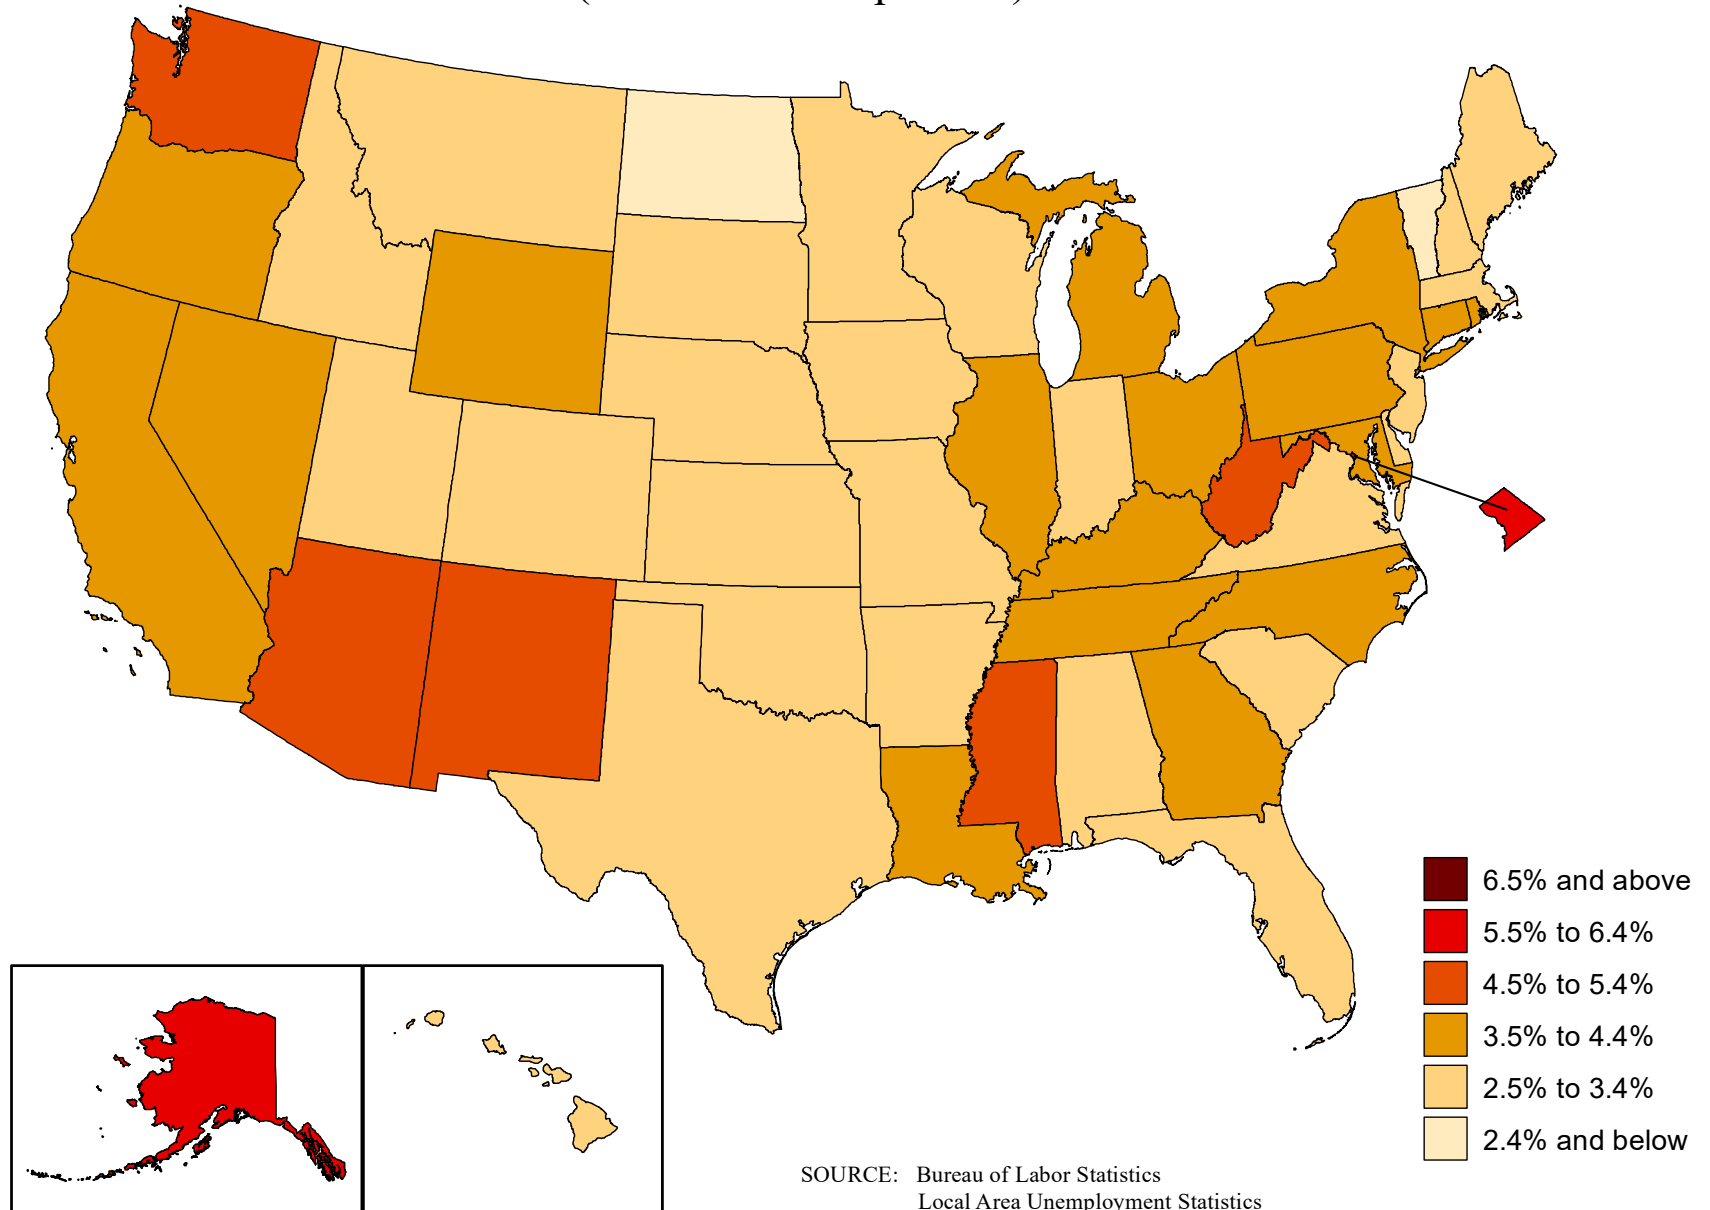 6.5% and above
5.5% to 6.4%
4.5% to 5.4%
3.5% to 4.4%
2.5% to 3.4%
2.4% and below
SOURCE: Bureau of Labor Statistics
Local Area Unemployment Statistics